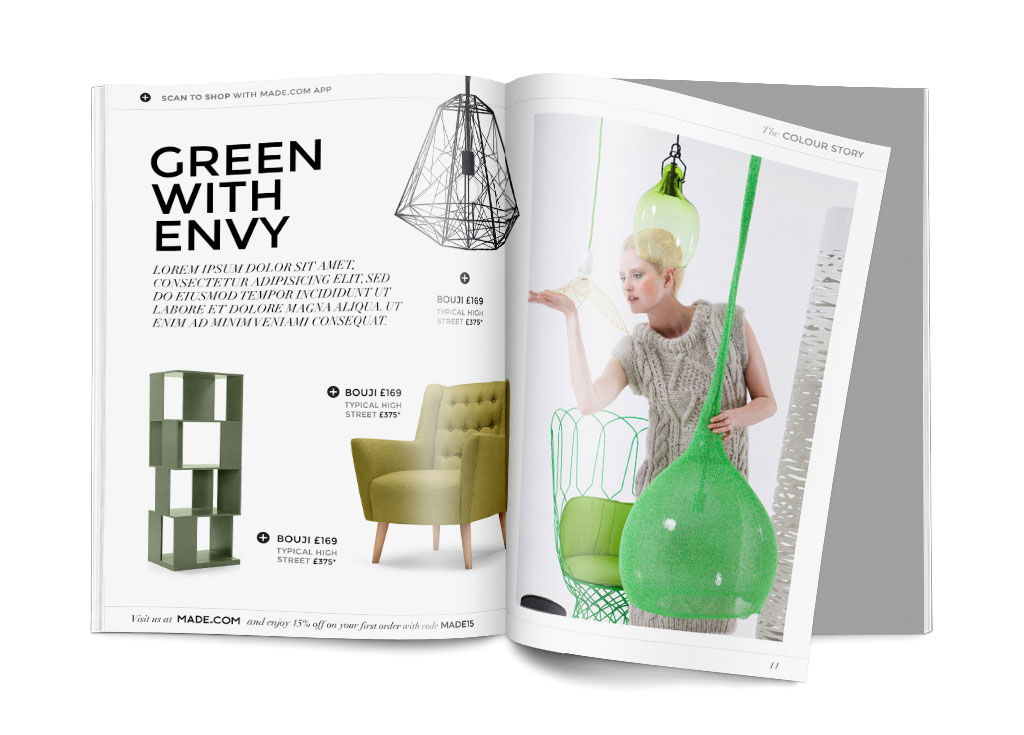 SCAN TO SHOP WITH MADE.COM APP
GREEN
WITH
ENVY
LOREM IPSUM DOLOR SIT AMET,
CONSECTETUR ADIPISICING ELIT, SED
DO EIUSMOD TEMPOR INCIDIDUNT UT
LABORE ET DOLORE MAGNA ALIQUA. UT
ENIM AD MINIM VENIAMI CONSEQUAT.
BOUJI £169
TYPICAL HIGH
STREET £375*
BOUJI £169
TYPICAL HIGH
STREET £375*
BOUJI £169
TYPICAL HIGH
STREET £375*
Visit us at MADE.COM and enjoy 15% off on your first order with code MADE15
The COLOUR STORY
11